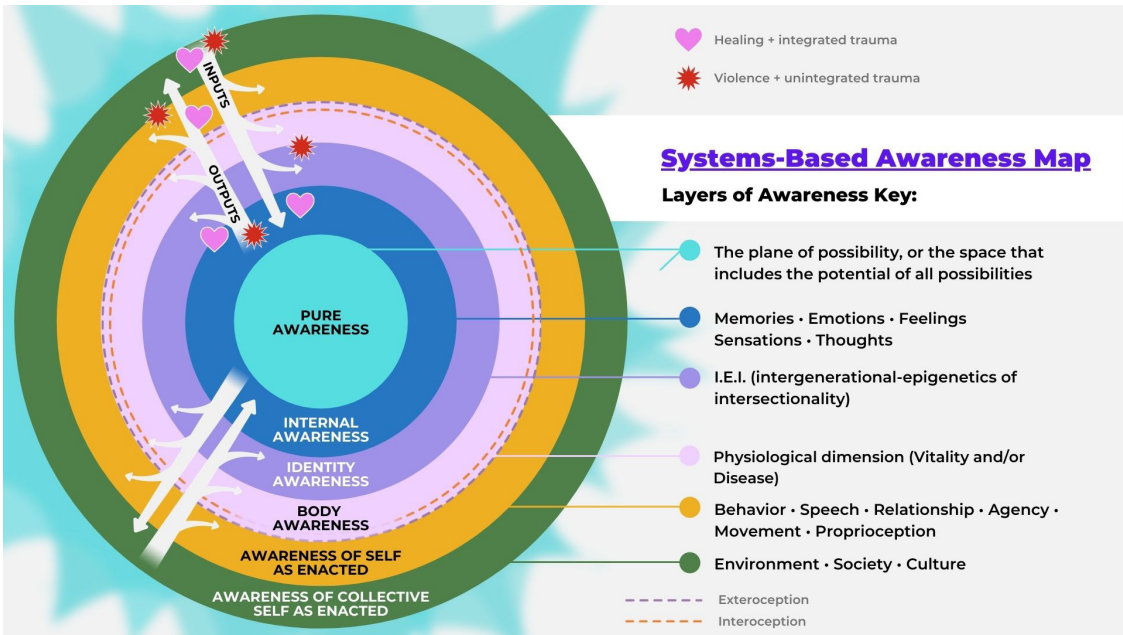 Healing + integrated trauma
Violence + unintegrated trauma
Systems-Based Awareness Map
Layers of Awareness Key:
The plane of possibility, or the space that
includes the potential of all possibilities
Memories • Emotions • Feelings
Sensations • Thoughts
I.E.I. (intergenerational-epigenetics of
intersectionality)
Physiological dimension (Vitality and/or
Disease)
Behavior • Speech • Relationship • Agency •
Movement • Proprioception
Environment • Society • Culture
Exteroception
Interoception
INPUTS
OUTPUTS
PURE
AWARENESS
INTERNAL
AWARENESS
IDENTITY
AWARENESS
BODY
AWARENESS
AWARENESS OF SELF
AS ENACTED
AWARENESS OF COLLECTIVE
SELF AS ENACTED